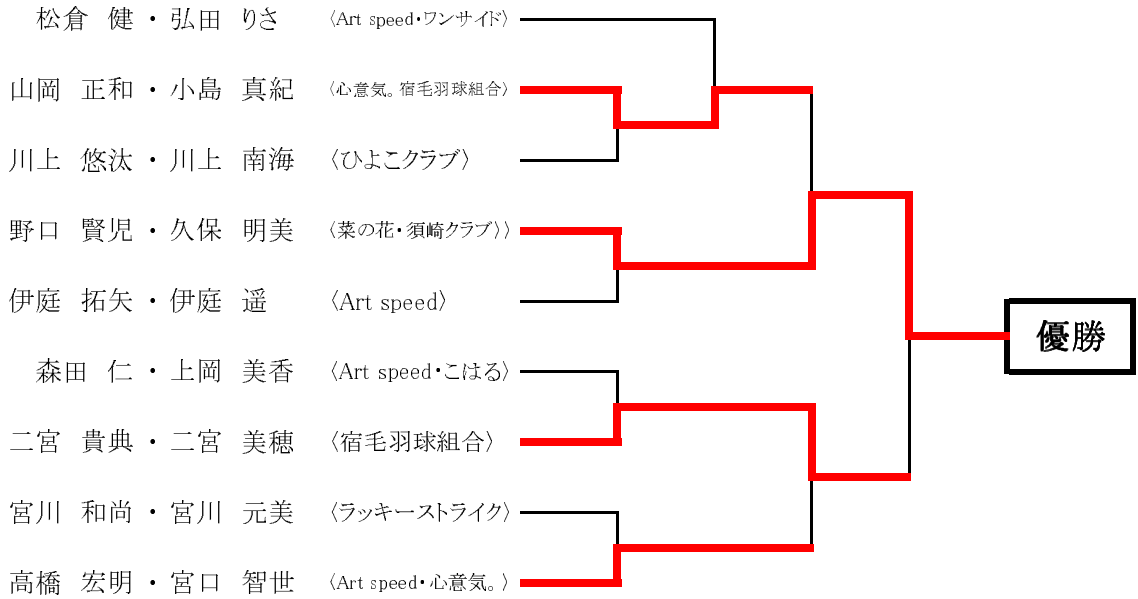 松倉 健・弘田 りさ 〈Art speed・ワンサイド〉
山岡 正和・小島 真紀 〈心意気。宿毛羽球組合〉
川上 悠汰・川上 南海 〈ひよこクラブ〉
野口 賢児・久保 明美 〈菜の花・須崎クラブ〉〉
伊庭 拓矢・伊庭 遥 〈Art speed〉
優勝
森田 仁・上岡 美香 〈Art speed・こはる〉
二宮 貴典・二宮 美穂 〈宿毛羽球組合〉
宮川 和尚・宮川 元美 〈ラッキーストライク〉
高橋 宏明・宮口 智世 〈Art speed・心意気。〉